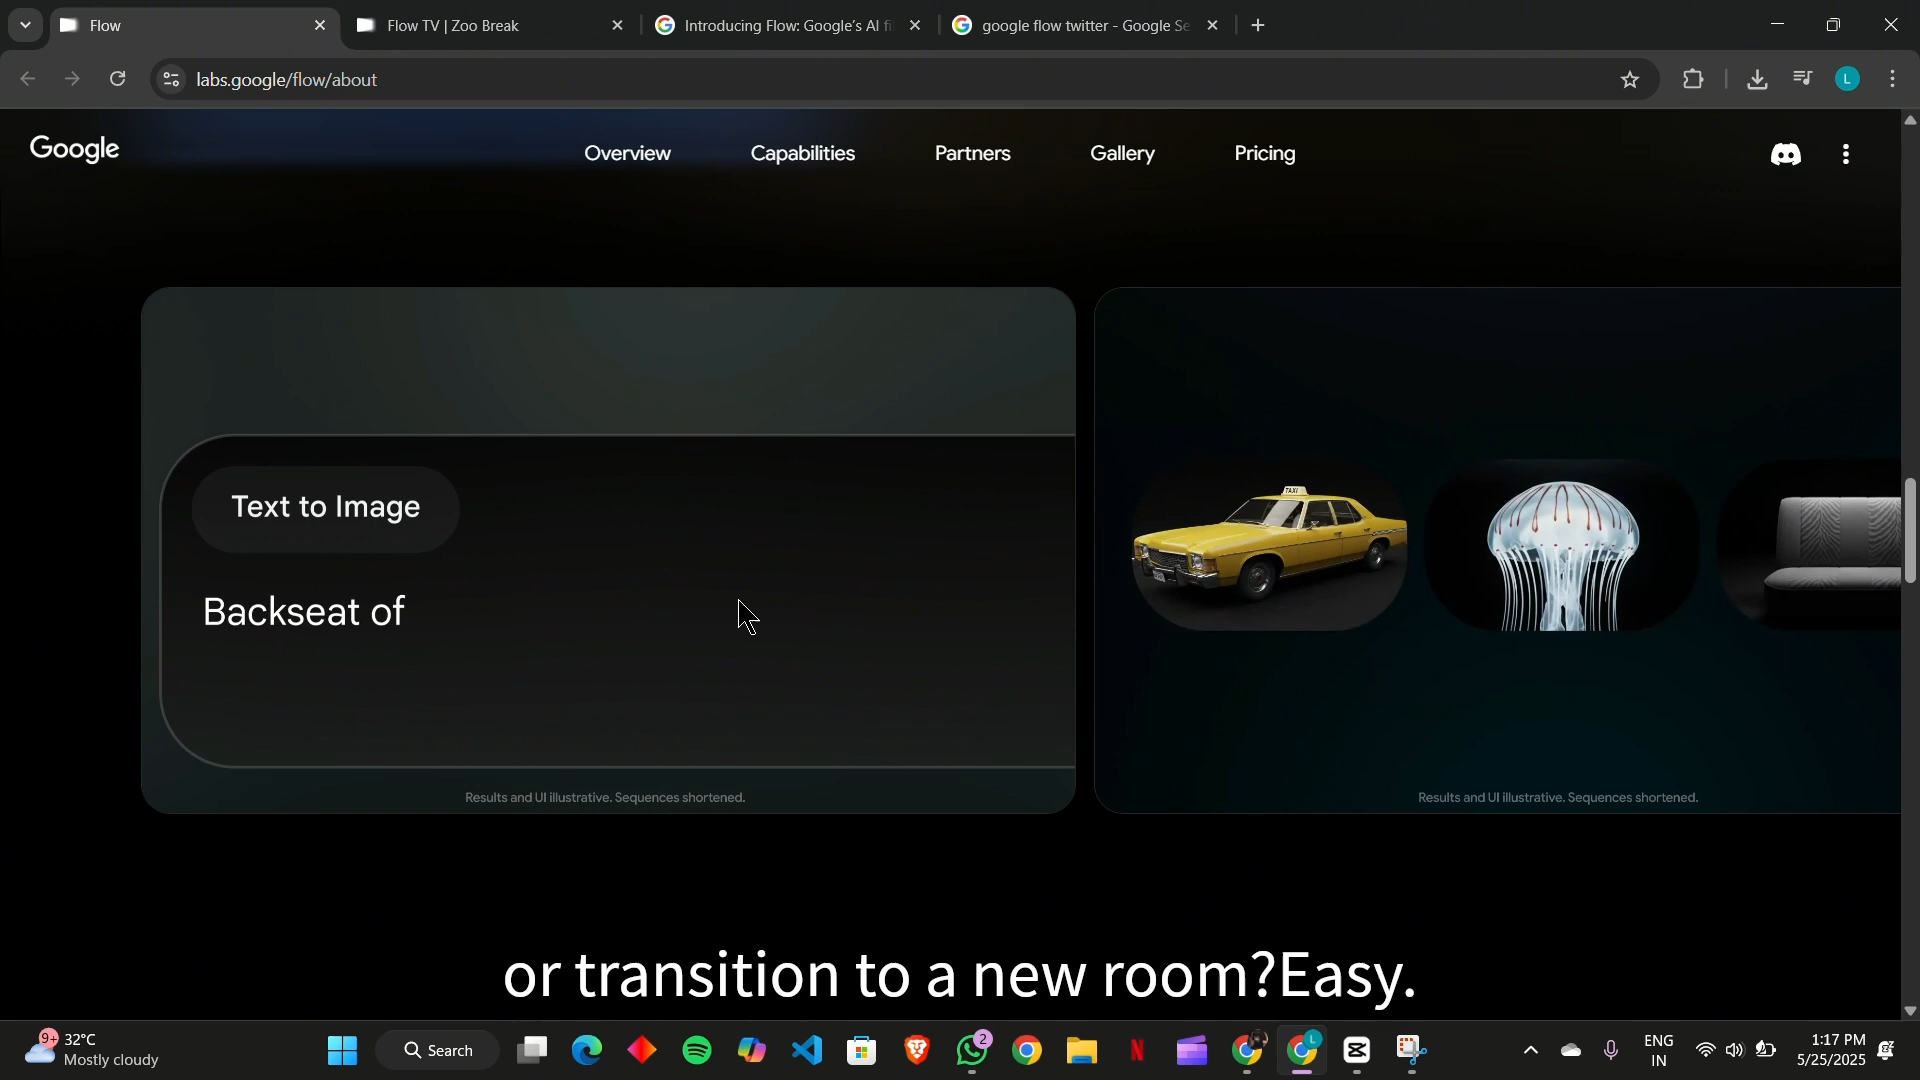 Flow
Flow TV | Zoo Break
Introducing Flow: Google's AI fi
google flow twitter - Google Se
labs.google/flow/about
L
Google
Overview
Capabilities
Partners
Gallery
Pricing
Text to Image
Backseat of
TAXI
Results and UI illustrative. Sequences shortened.
Results and UI illustrative. Sequences shortened.
or transition to a new room?Easy.
9+
32°C
Mostly cloudy
Search
2
L
ENG
IN
1:17 PM
5/25/2025